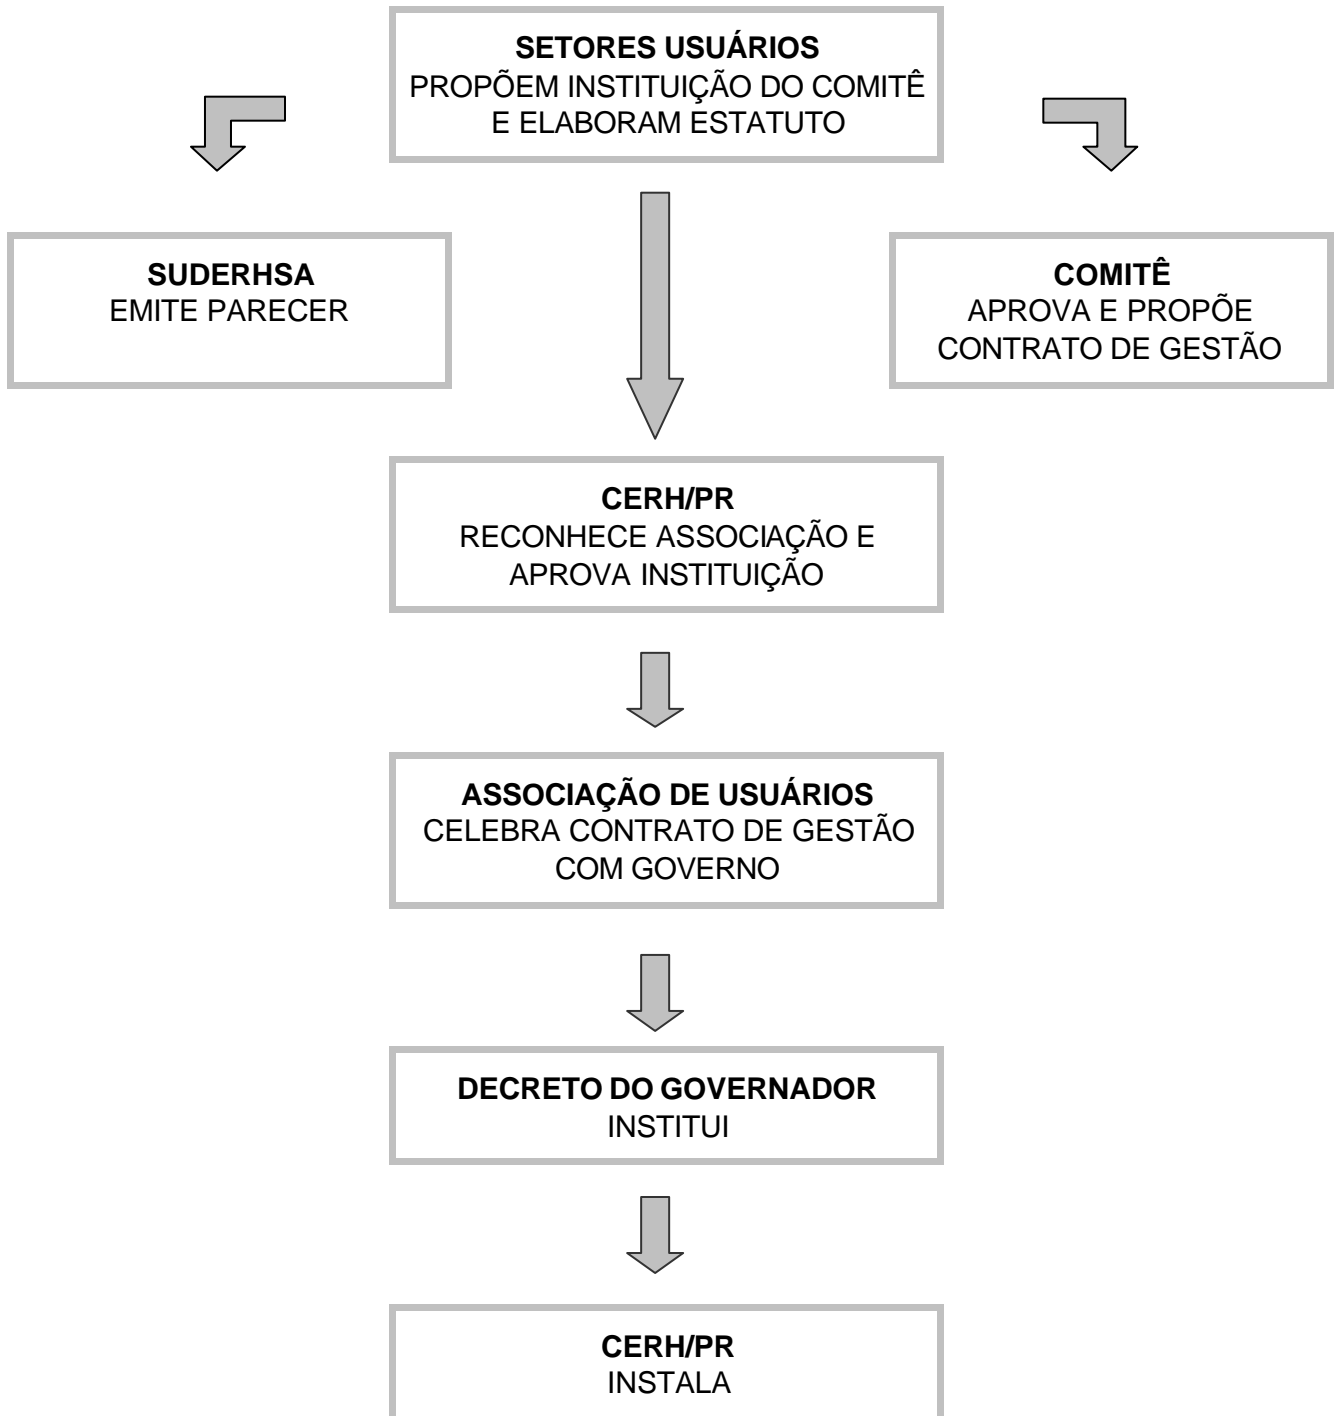 SETORES USUÁRIOS
PROPÕEM INSTITUIÇÃO DO COMITÊ
E ELABORAM ESTATUTO
SUDERHSA
EMITE PARECER
COMITÊ
APROVA E PROPÕE
CONTRATO DE GESTÃO
CERH/PR
RECONHECE ASSOCIAÇÃO E
APROVA INSTITUIÇÃO
ASSOCIAÇÃO DE USUÁRIOS
CELEBRA CONTRATO DE GESTÃO
COM GOVERNO
DECRETO DO GOVERNADOR
INSTITUI
CERH/PR
INSTALA